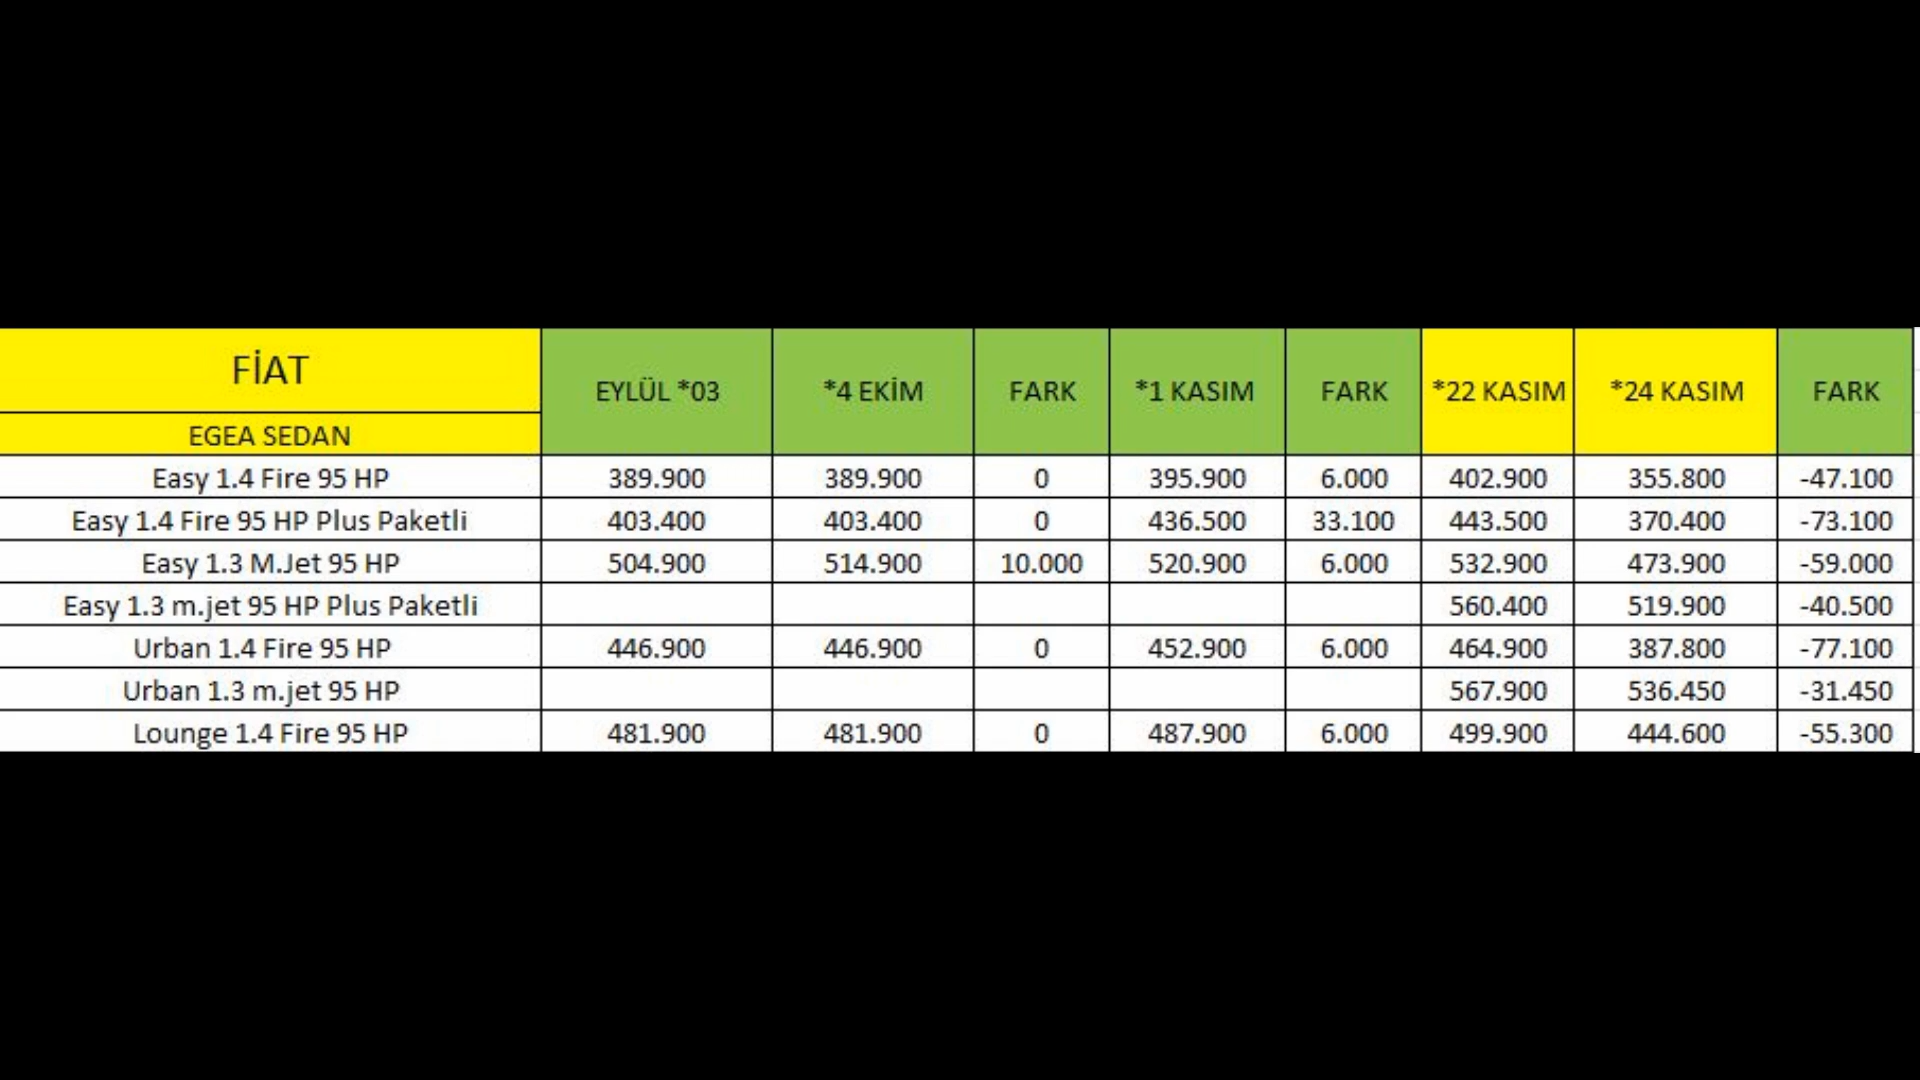 FİAT EYLÜL *03 *4 EKİM FARK *1 KASIM FARK *22 KASIM *24 KASIM FARK
EGEA SEDAN
Easy 1.4 Fire 95 HP 389.900 389.900 0 395.900 6.000 402.900 355.800 -47.100
Easy 1.4 Fire 95 HP Plus Paketli 403.400 403.400 0 436.500 33.100 443.500 370.400 -73.100
Easy 1.3 M.Jet 95 HP 504.900 514.900 10.000 520.900 6.000 532.900 473.900 -59.000
Easy 1.3 m.jet 95 HP Plus Paketli 560.400 519.900 -40.500
Urban 1.4 Fire 95 HP 446.900 446.900 0 452.900 6.000 464.900 387.800 -77.100
Urban 1.3 m.jet 95 HP 567.900 536.450 -31.450
Lounge 1.4 Fire 95 HP 481.900 481.900 0 487.900 6.000 499.900 444.600 -55.300